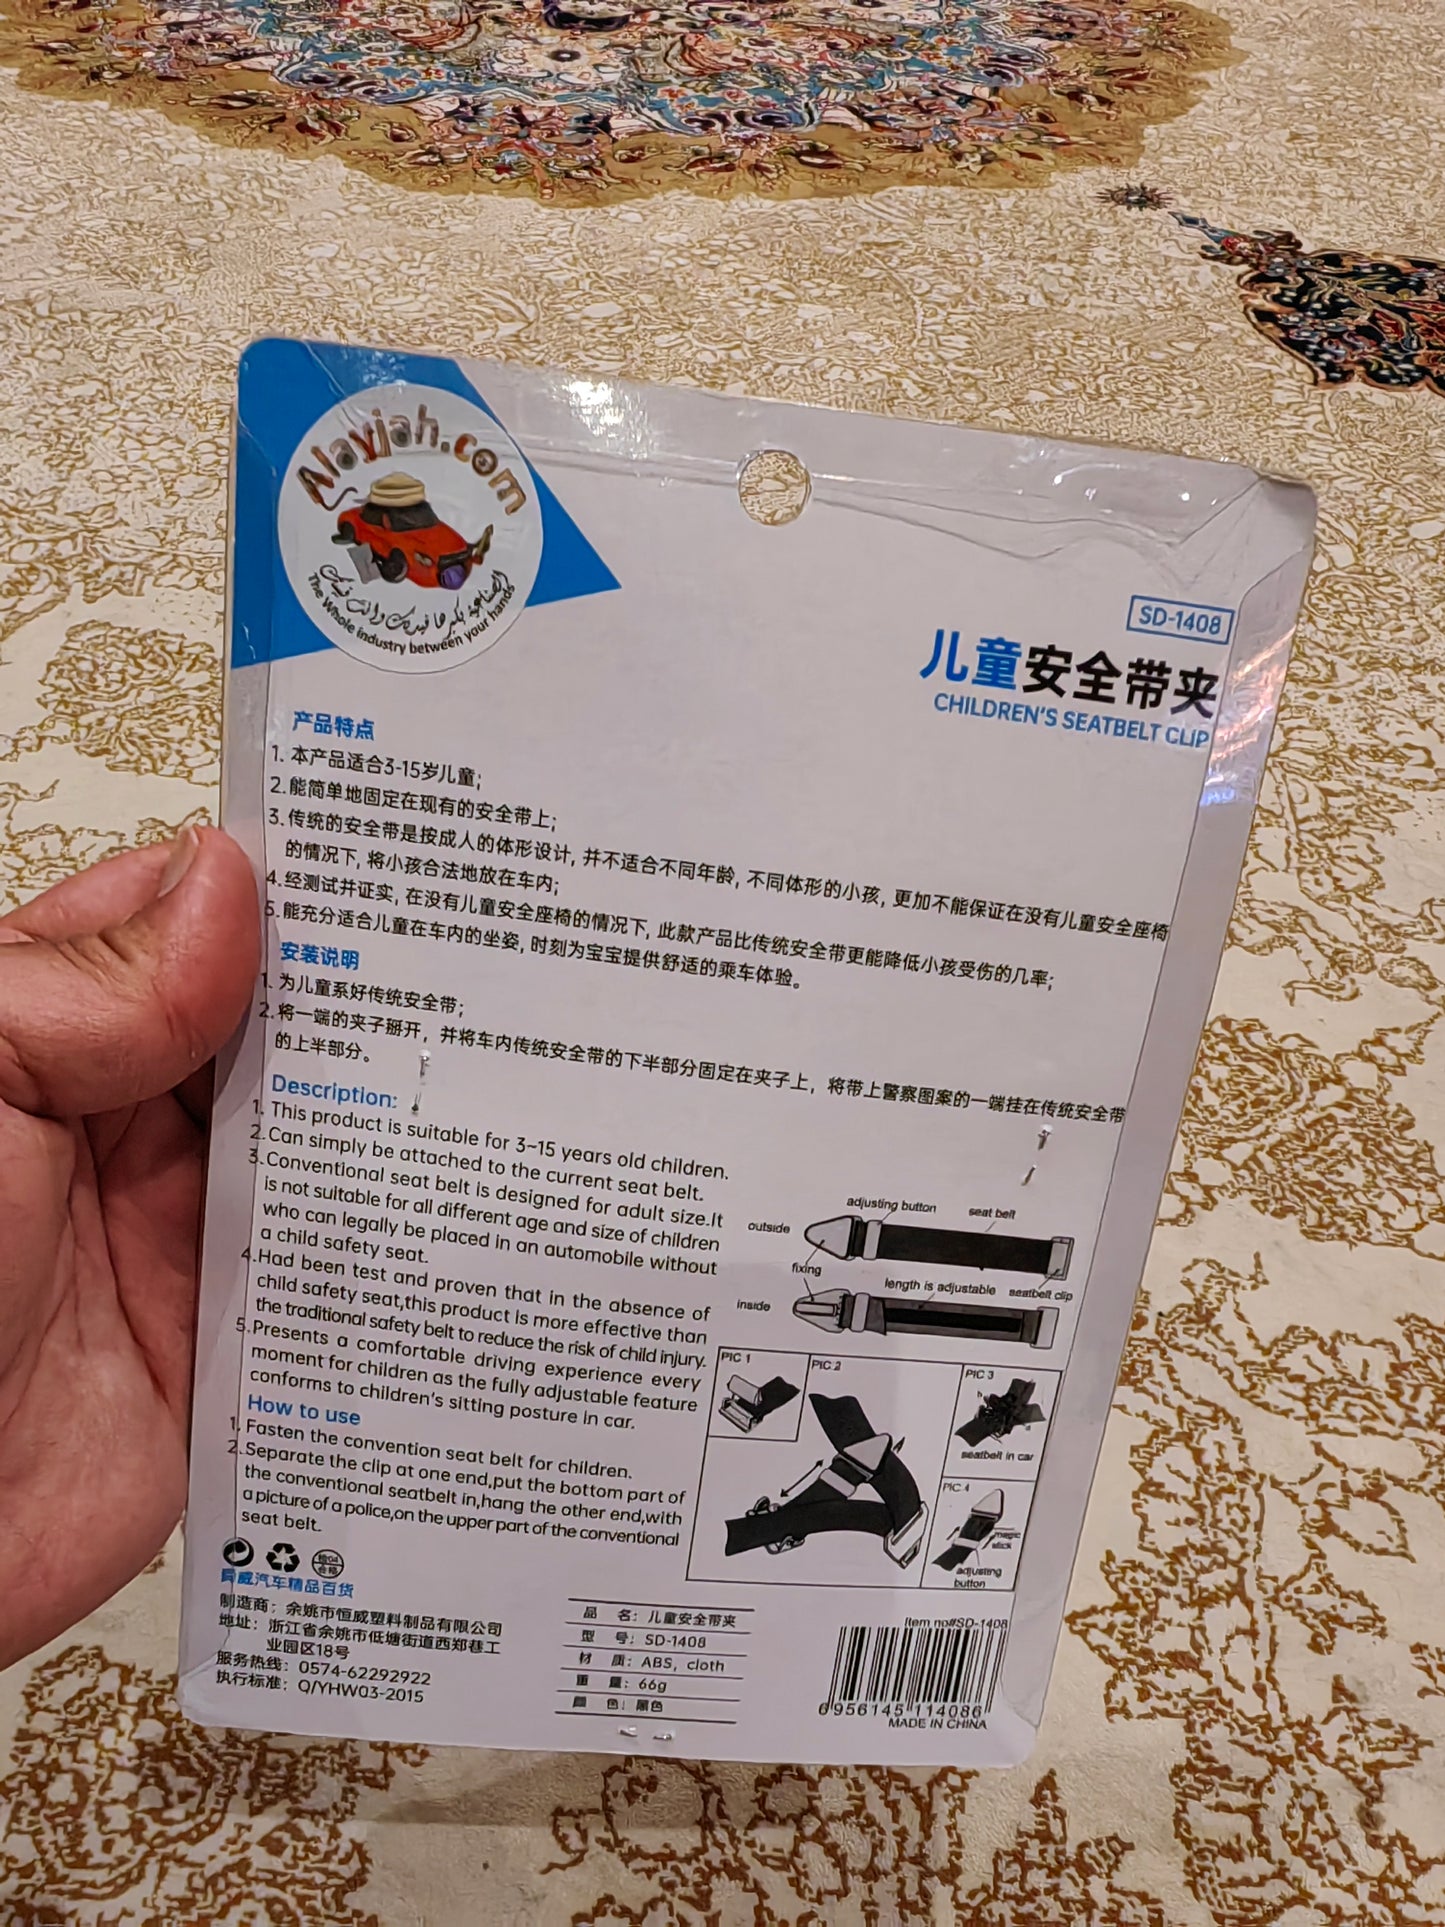 Alayjah.com
The Whole industry between your hands
SD-1408
儿童安全带夹
CHILDREN'S SEATBELT CLIP
产品特点
1. 本产品适合3-15岁儿童;
2. 能简单地固定在现有的安全带上;
3. 传统的安全带是按成人的体形设计, 并不适合不同年龄, 不同体形的小孩, 更加不能保证在没有儿童安全座椅
的情况下, 将小孩合法地放在车内;
4. 经测试并证实, 在没有儿童安全座椅的情况下, 此款产品比传统安全带更能降低小孩受伤的几率;
5. 能充分适合儿童在车内的坐姿, 时刻为宝宝提供舒适的乘车体验。
安装说明
1. 为儿童系好传统安全带;
2. 将一端的夹子掰开, 并将车内传统安全带的下半部分固定在夹子上, 将带上警察图案的一端挂在传统安全带
的上半部分。
Description:
1. This product is suitable for 3~15 years old children.
2. Can simply be attached to the current seat belt.
3. Conventional seat belt is designed for adult size.It
is not suitable for all different age and size of children
who can legally be placed in an automobile without
a child safety seat.
4. Had been test and proven that in the absence of
child safety seat,this product is more effective than
the traditional safety belt to reduce the risk of child injury.
5. Presents a comfortable driving experience every
moment for children as the fully adjustable feature
conforms to children's sitting posture in car.
How to use
1. Fasten the convention seat belt for children.
2. Separate the clip at one end,put the bottom part of
the conventional seatbelt in,hang the other end,with
a picture of a police,on the upper part of the conventional
seat belt.
adjusting button
seat belt
outside
fixing
length is adjustable
seatbelt clip
inside
PIC 1
PIC 2
PIC 3
seatbelt in car
PIC 4
magic
stick
adjusting
button
威汽车精品百货
制造商: 余姚市恒威塑料制品有限公司
地址: 浙江省余姚市低塘街道西郑巷工
业园区18号
服务热线: 0574-62292922
执行标准: Q/YHW03-2015
品 名: 儿童安全带夹
型 号: SD-1408
材 质: ABS, cloth
重 量: 66g
颜 色: 黑色
Item no#SD-1408
6 956145 114086
MADE IN CHINA